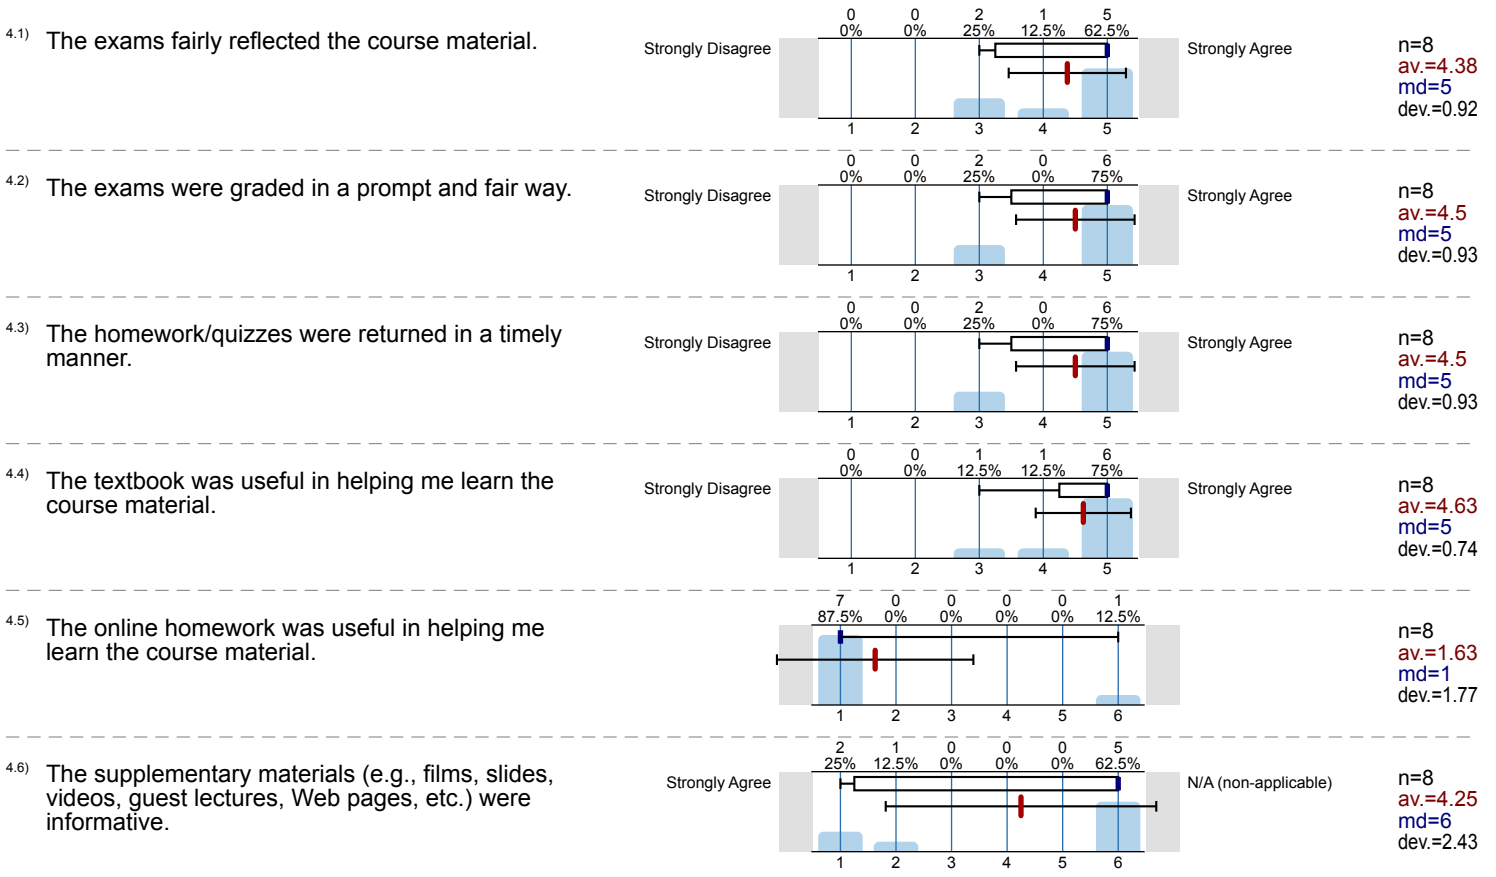 4.1) The exams fairly reflected the course material.
Strongly Disagree
0 0 2 1 5
0% 0% 25% 12.5% 62.5%
1 2 3 4 5
Strongly Agree
n=8
av.=4.38
md=5
dev.=0.92
4.2) The exams were graded in a prompt and fair way.
Strongly Disagree
0 0 2 0 6
0% 0% 25% 0% 75%
1 2 3 4 5
Strongly Agree
n=8
av.=4.5
md=5
dev.=0.93
4.3) The homework/quizzes were returned in a timely
manner.
Strongly Disagree
0 0 2 0 6
0% 0% 25% 0% 75%
1 2 3 4 5
Strongly Agree
n=8
av.=4.5
md=5
dev.=0.93
4.4) The textbook was useful in helping me learn the
course material.
Strongly Disagree
0 0 1 1 6
0% 0% 12.5% 12.5% 75%
1 2 3 4 5
Strongly Agree
n=8
av.=4.63
md=5
dev.=0.74
4.5) The online homework was useful in helping me
learn the course material.
7 0 0 0 0 1
87.5% 0% 0% 0% 0% 12.5%
1 2 3 4 5 6
n=8
av.=1.63
md=1
dev.=1.77
4.6) The supplementary materials (e.g., films, slides,
videos, guest lectures, Web pages, etc.) were
informative.
Strongly Agree
2 1 0 0 0 5
25% 12.5% 0% 0% 0% 62.5%
1 2 3 4 5 6
N/A (non-applicable)
n=8
av.=4.25
md=6
dev.=2.43